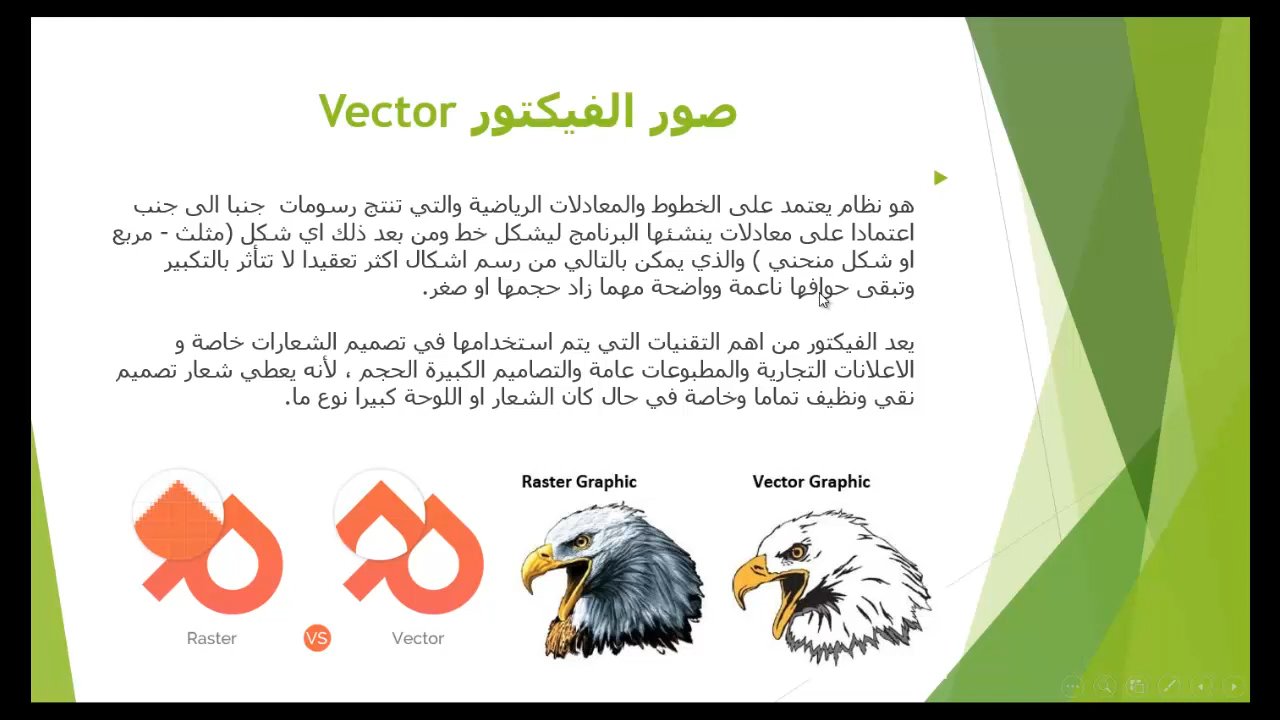 صور الفيكتور Vector
هو نظام يعتمد على الخطوط والمعادلات الرياضية والتي تنتج رسومات جنبا الى جنب
اعتمادا على معادلات ينشئها البرنامج ليشكل خط ومن بعد ذلك اي شكل (مثلث - مربع
او شكل منحني ) والذي يمكن بالتالي من رسم اشكال اكثر تعقيدا لا تتأثر بالتكبير
وتبقى حوافها ناعمة وواضحة مهما زاد حجمها او صغر.
يعد الفيكتور من اهم التقنيات التي يتم استخدامها في تصميم الشعارات خاصة و
الاعلانات التجارية والمطبوعات عامة والتصاميم الكبيرة الحجم ، لأنه يعطي شعار تصميم
نقي ونظيف تماما وخاصة في حال كان الشعار او اللوحة كبيرا نوع ما.
Raster Graphic
Vector Graphic
Raster
VS
Vector